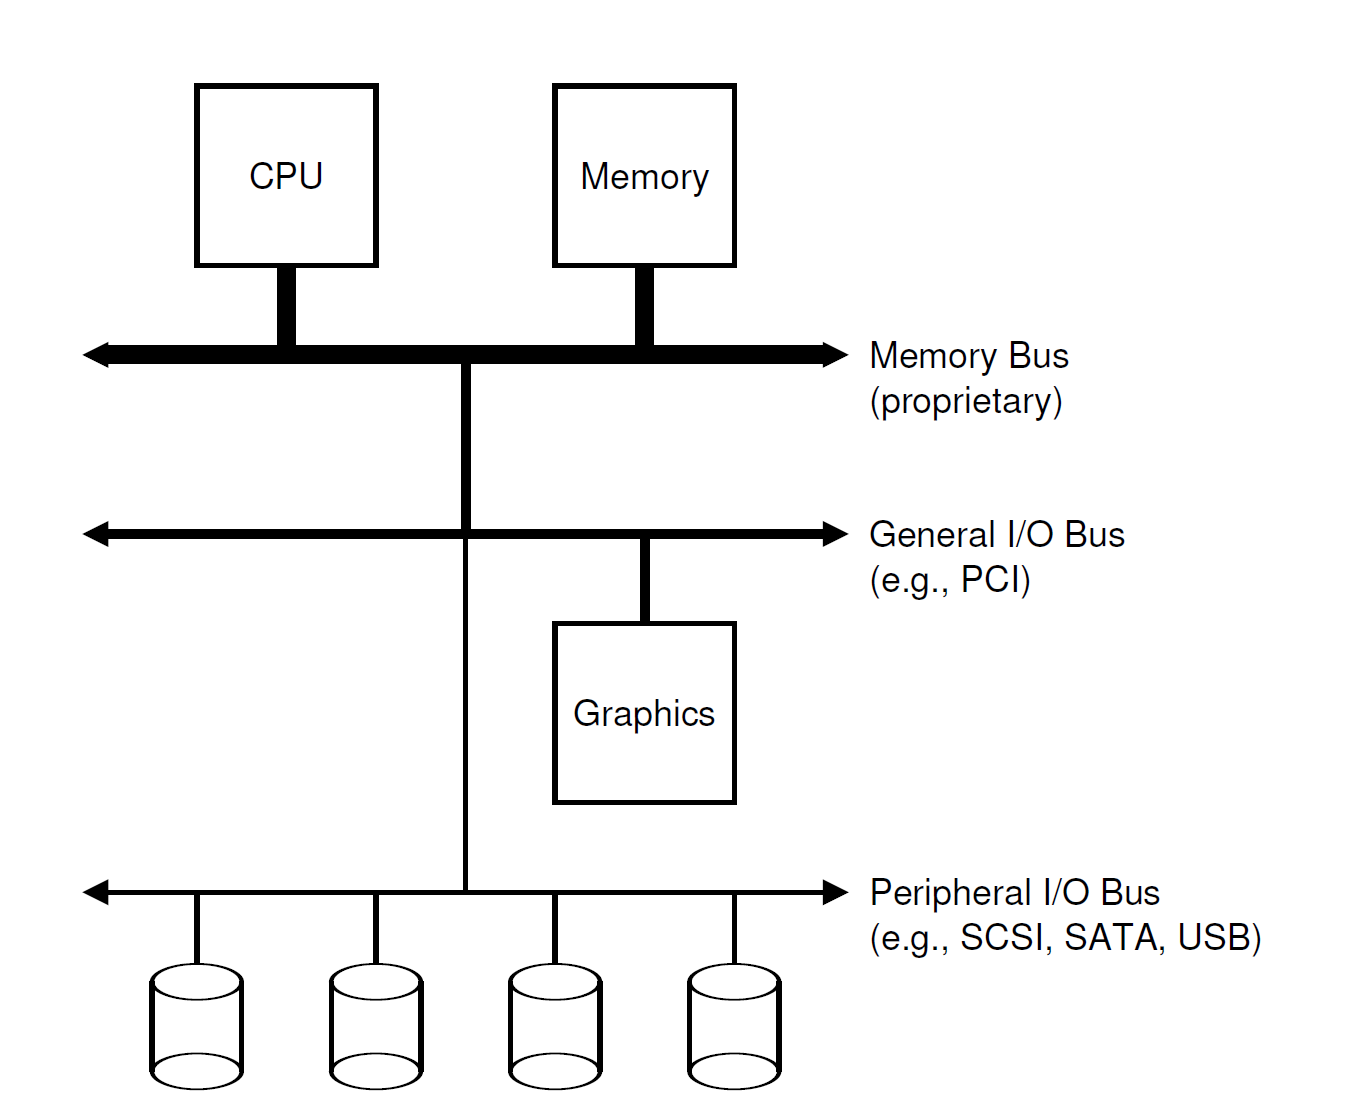 CPU
Memory
Memory Bus
(proprietary)
General I/O Bus
(e.g., PCI)
Graphics
Peripheral I/O Bus
(e.g., SCSI, SATA, USB)